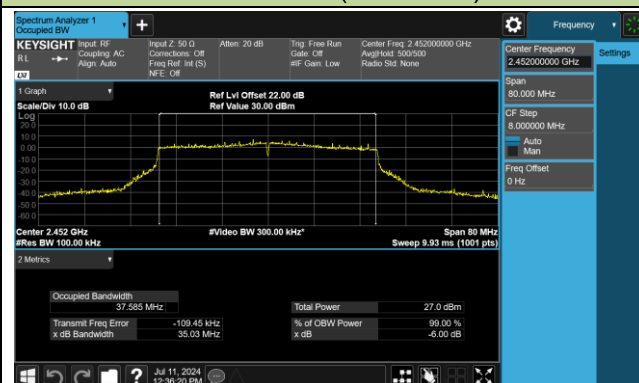 Spectrum Analyzer 1
Occupied BW
Frequency
KEYSIGHT
RL
LXI
Input: RF
Coupling: AC
Align: Auto
Input Z: 50 Ω
Corrections: Off
Freq Ref: Int (S)
NFE: Off
Atten: 20 dB
Trig: Free Run
Gate: Off
#IF Gain: Low
Center Freq: 2.452000000 GHz
Avg|Hold: 500/500
Radio Std: None
Center Frequency
2.452000000 GHz
Settings
Span
80.000 MHz
CF Step
8.000000 MHz
Auto
Man
Freq Offset
0 Hz
1 Graph
Scale/Div 10.0 dB
Ref Lvl Offset 22.00 dB
Ref Value 30.00 dBm
Log
20.0
10.0
0.00
-10.0
-20.0
-30.0
-40.0
-50.0
-60.0
Center 2.452 GHz
#Res BW 100.00 kHz
#Video BW 300.00 kHz*
Span 80 MHz
Sweep 9.93 ms (1001 pts)
2 Metrics
Occupied Bandwidth
37.585 MHz
Total Power 27.0 dBm
Transmit Freq Error -109.45 kHz
% of OBW Power 99.00 %
x dB Bandwidth 35.03 MHz
x dB -6.00 dB
Jul 11, 2024
12:36:20 PM